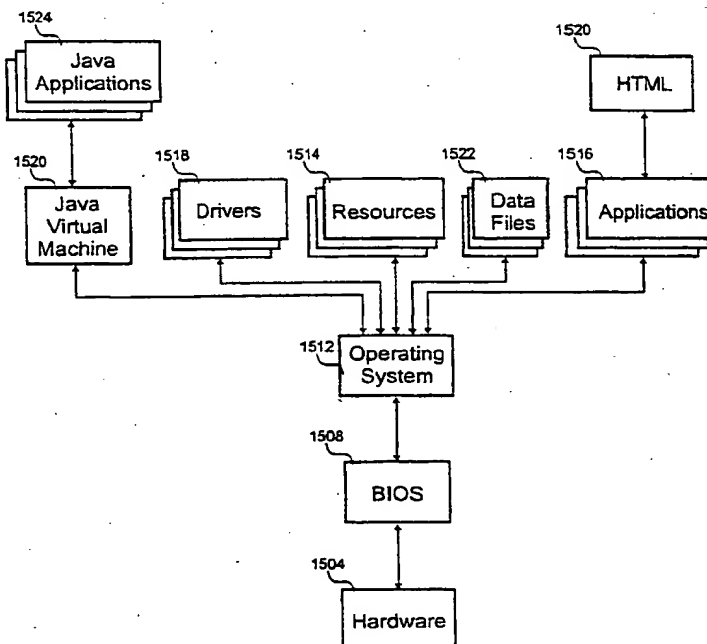 1524
Java
Applications
1520
HTML
1520
Java
Virtual
Machine
1518
Drivers
1514
Resources
1522
Data
Files
1516
Applications
1512
Operating
System
1508
BIOS
1504
Hardware